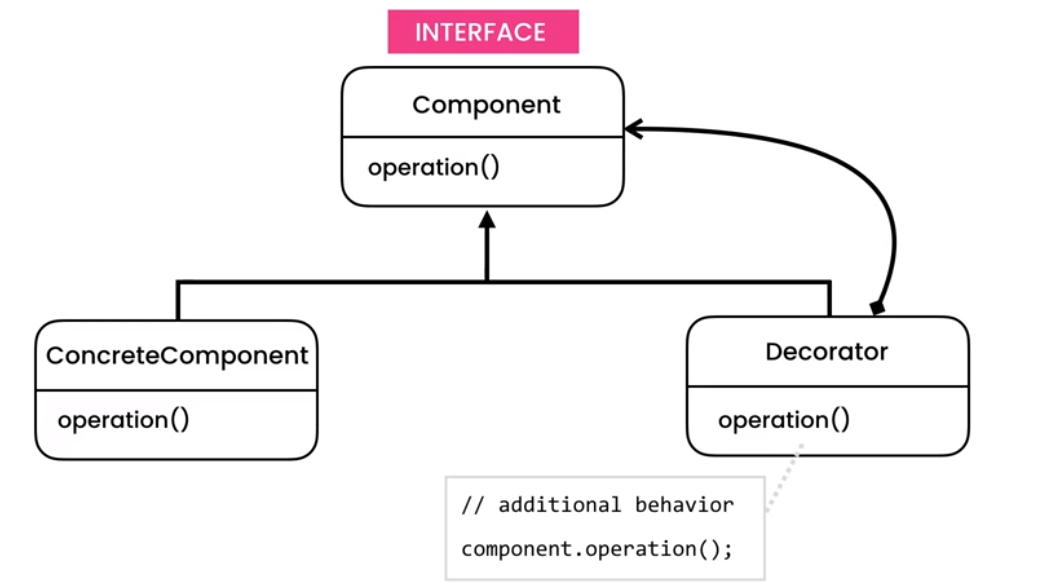 INTERFACE
Component
operation()
ConcreteComponent
operation()
Decorator
operation()
// additional behavior
component.operation();